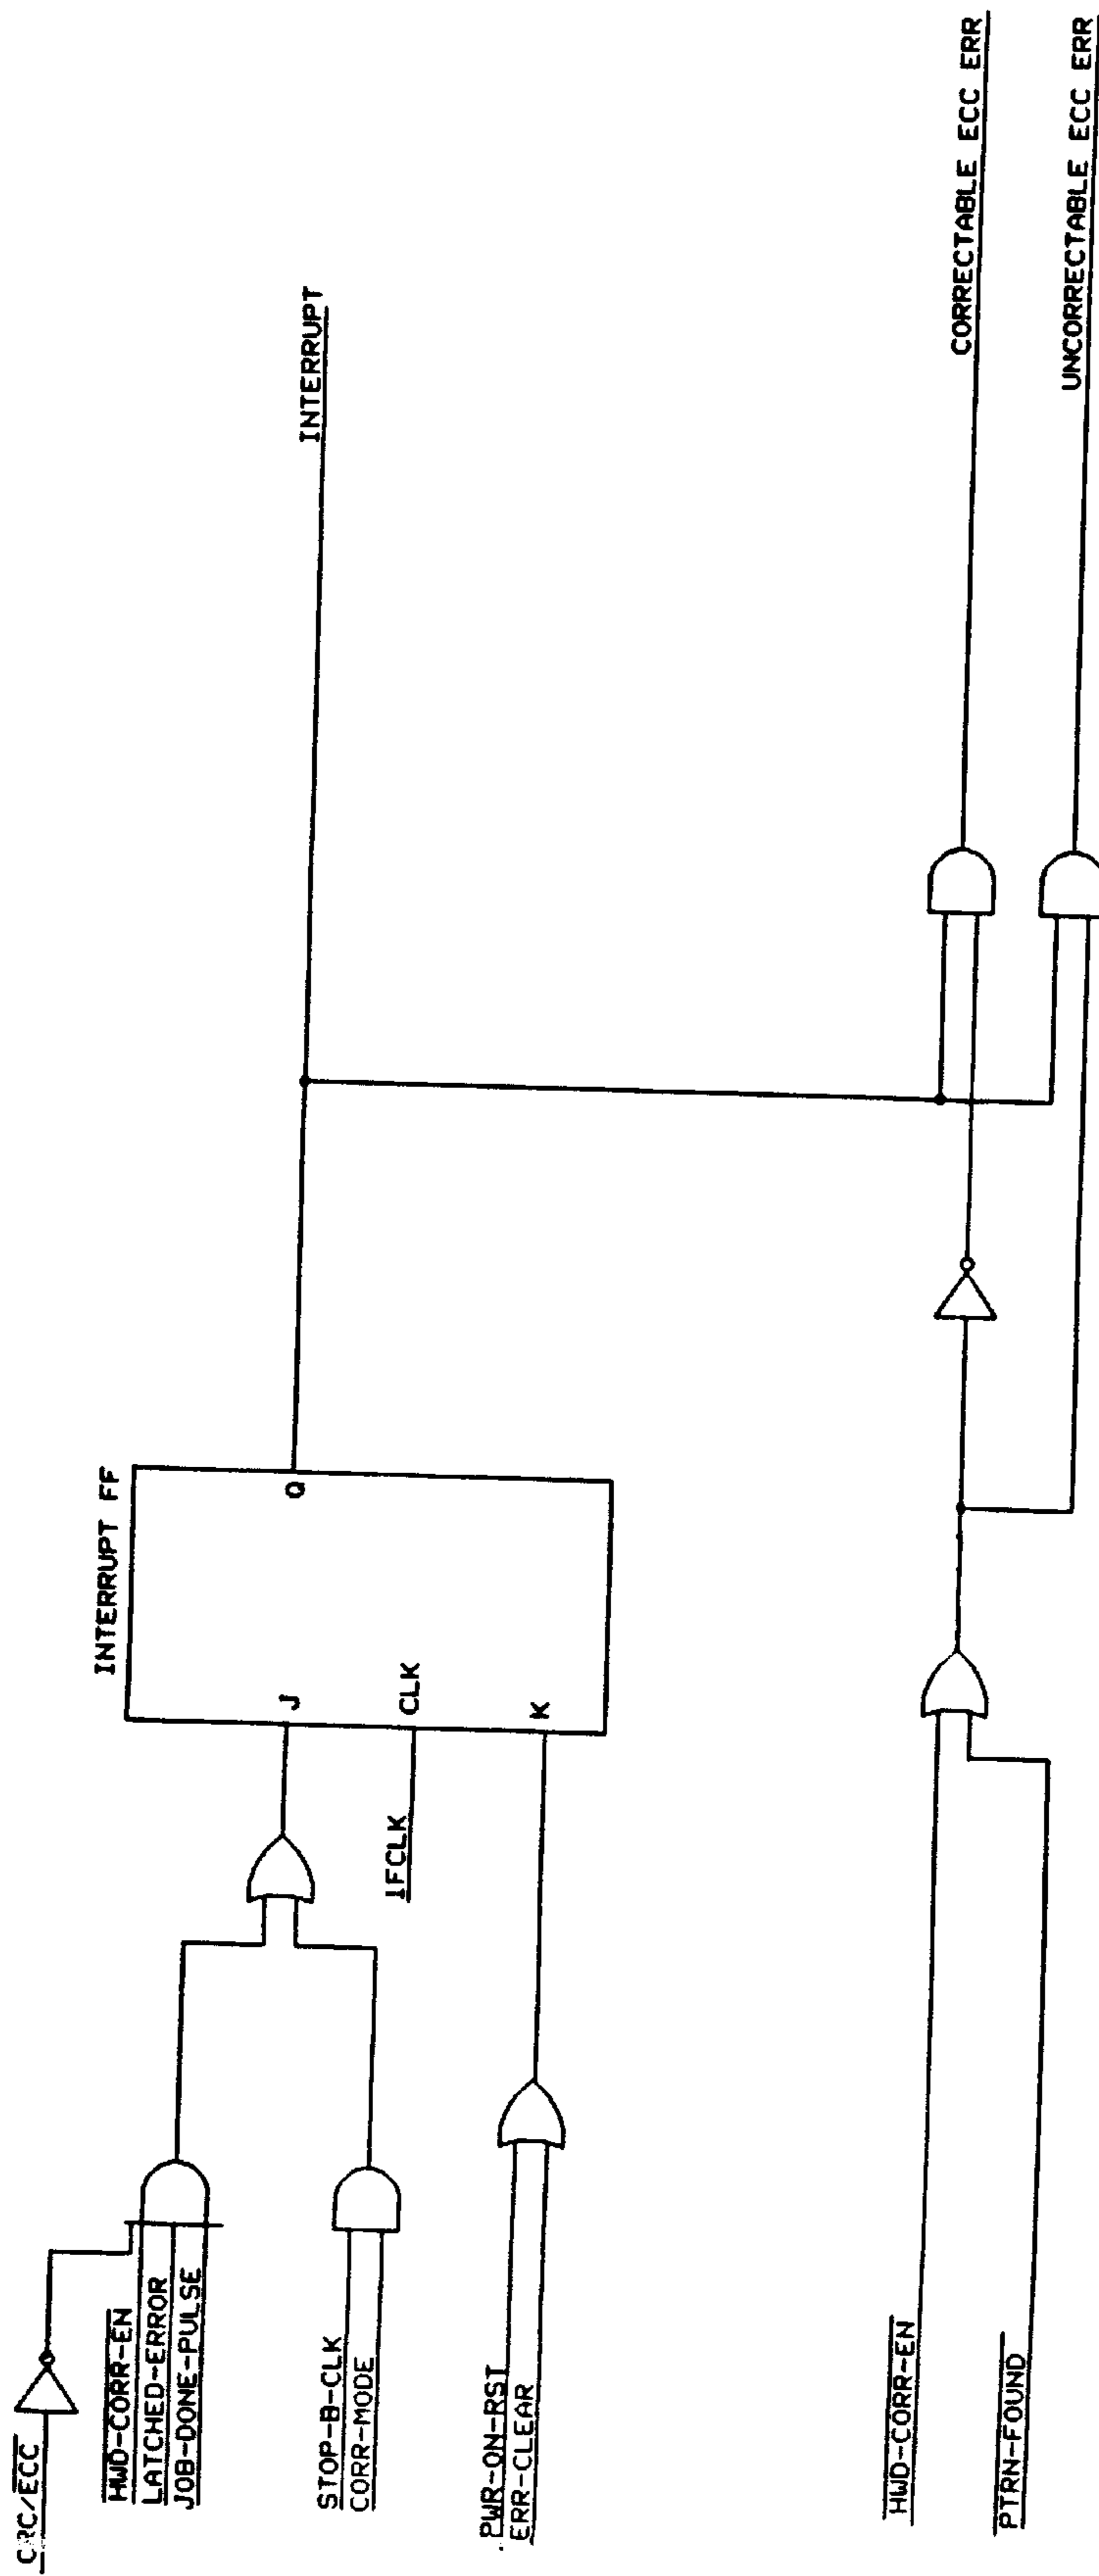 CRC/ECC
HWD-CORR-EN
LATCHED-ERROR
JOB-DONE-PULSE
STOP-B-CLK
CORR-MODE
PWR-ON-RST
ERR-CLEAR
IFCLK
INTERRUPT FF
J
CLK
K
Q
INTERRUPT
HWD-CORR-EN
PTRN-FOUND
CORRECTABLE ECC ERR
UNCORRECTABLE ECC ERR